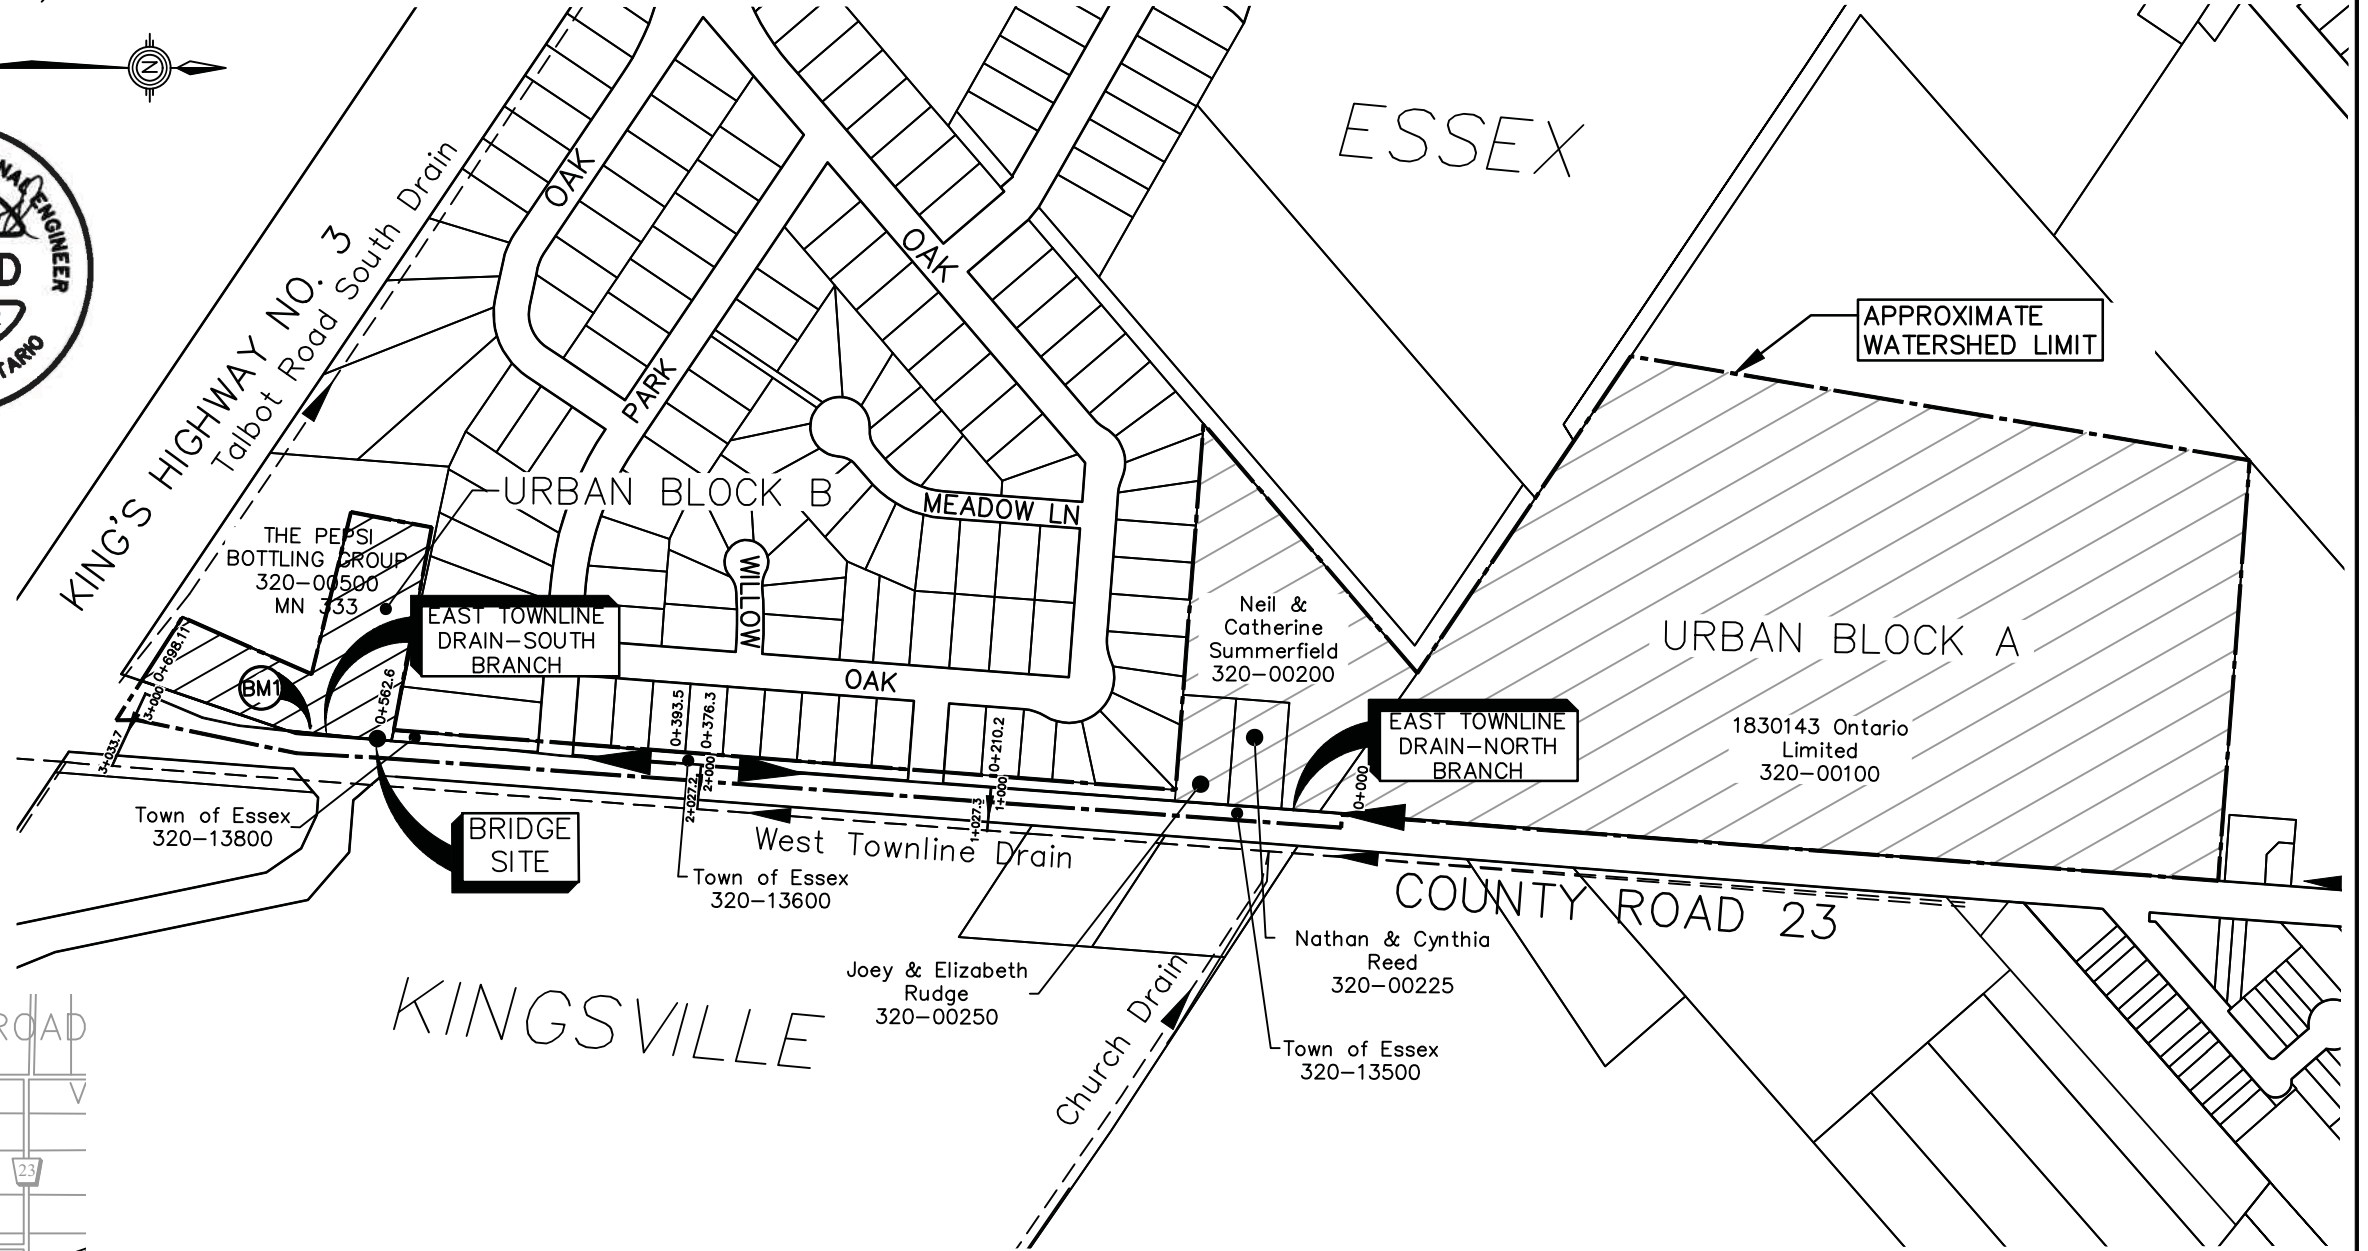 N
ESSEX
ENGINEER
TARIO
KING'S HIGHWAY NO. 3
Talbot Road South Drain
OAK
OAK
PARK
APPROXIMATE
WATERSHED LIMIT
URBAN BLOCK B
MEADOW LN
WILLOW
OAK
THE PEPSI
BOTTLING GROUP
320-00500
MN 333
EAST TOWNLINE
DRAIN-SOUTH
BRANCH
BM1
Neil &
Catherine
Summerfield
320-00200
URBAN BLOCK A
1830143 Ontario
Limited
320-00100
EAST TOWNLINE
DRAIN-NORTH
BRANCH
0+698.11
3+000
3+033.7
0+562.6
0+393.5
0+376.3
2+000
2+027.2
0+210.2
1+000
1+027.3
0+000
Town of Essex
320-13800
BRIDGE
SITE
West Townline Drain
Town of Essex
320-13600
COUNTY ROAD 23
Joey & Elizabeth
Rudge
320-00250
Nathan & Cynthia
Reed
320-00225
Town of Essex
320-13500
Church Drain
KINGSVILLE
ROAD
V
23